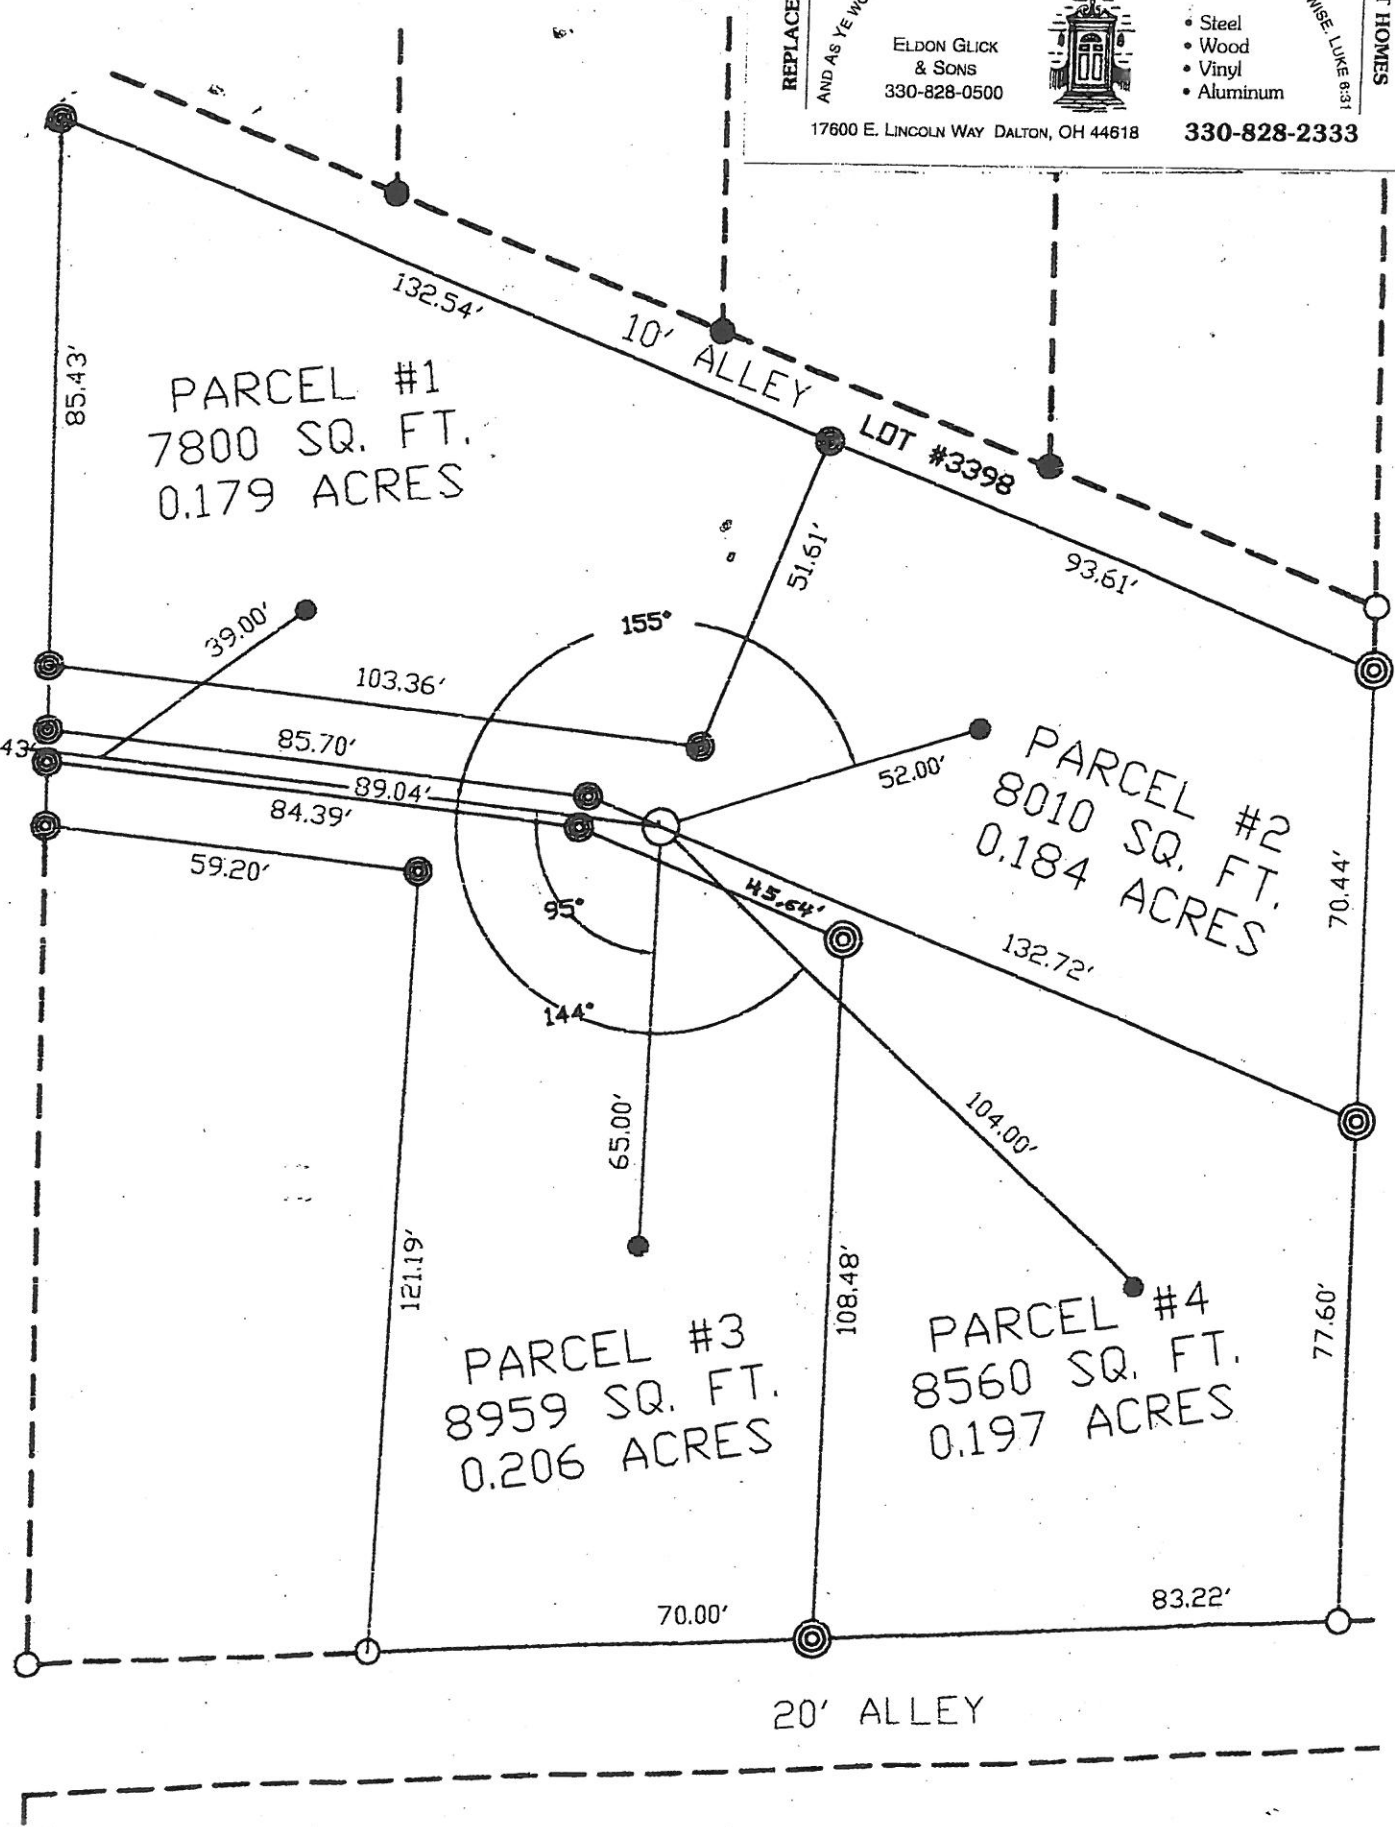 REPLACE
AND AS YE WO
ELDON GLICK
& SONS
330-828-0500
• Steel
• Wood
• Vinyl
• Aluminum
WISE. LUKE 6:31
T HOMES
17600 E. LINCOLN WAY DALTON, OH 44618 330-828-2333
132.54'
10' ALLEY
85.43'
PARCEL #1
7800 SQ. FT.
0.179 ACRES
LOT #3398
51.61'
93.61'
39.00'
155°
103.36'
43'
85.70'
89.04'
84.39'
52.00'
59.20'
PARCEL #2
8010 SQ. FT.
0.184 ACRES
70.44'
95°
45.64'
132.72'
144°
65.00'
104.00'
121.19'
108.48'
77.60'
PARCEL #3
8959 SQ. FT.
0.206 ACRES
PARCEL #4
8560 SQ. FT.
0.197 ACRES
70.00'
83.22'
20' ALLEY